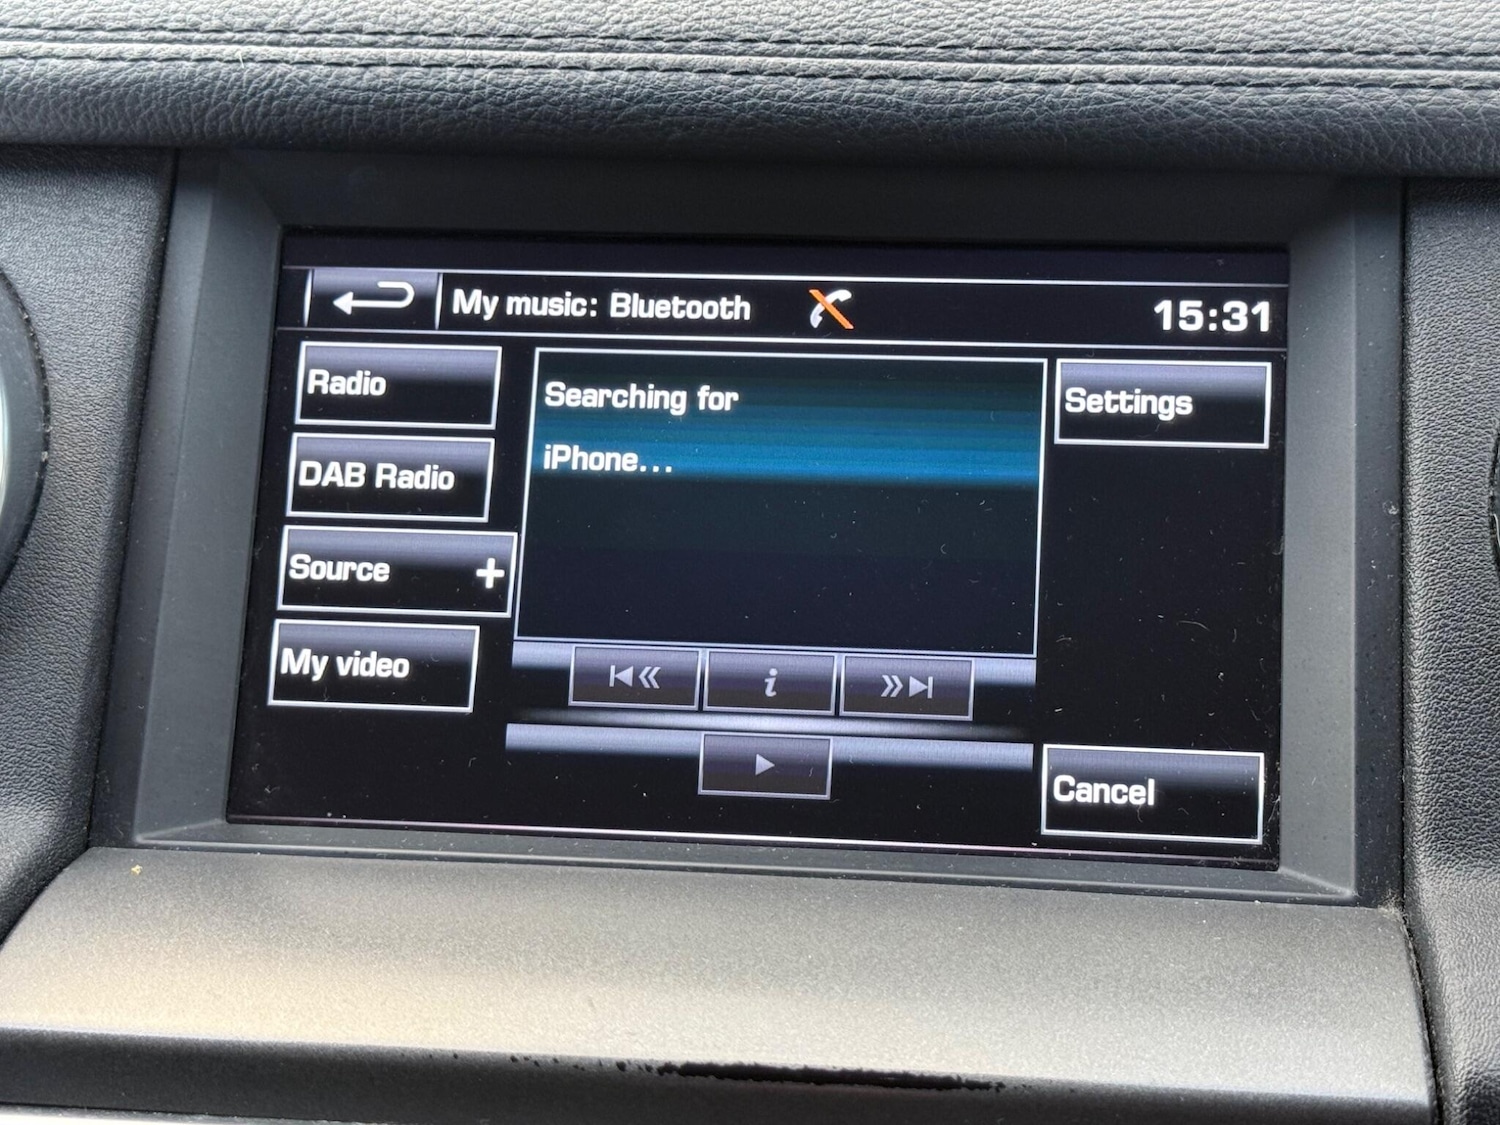 My music: Bluetooth
15:31
Radio
DAB Radio
Source +
My video
Searching for
iPhone...
Settings
i
Cancel